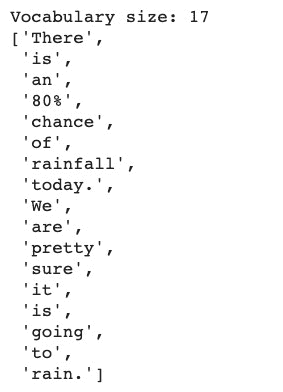 Vocabulary size: 17
['There',
 'is',
 'an',
 '80%',
 'chance',
 'of',
 'rainfall',
 'today.',
 'We',
 'are',
 'pretty',
 'sure',
 'it',
 'is',
 'going',
 'to',
 'rain.']